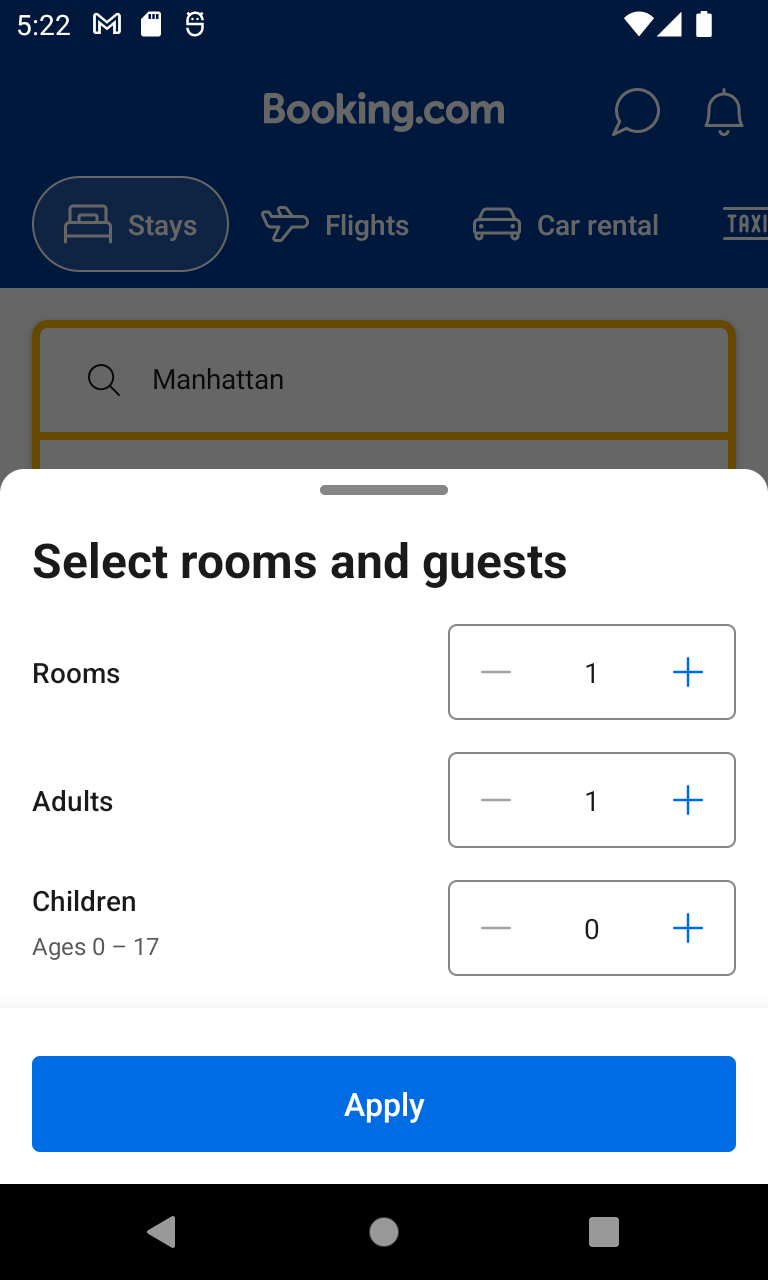 5:22
Booking.com
Stays
Flights
Car rental
TAXI
Manhattan
Select rooms and guests
Rooms
1
Adults
1
Children
Ages 0 – 17
0
Apply